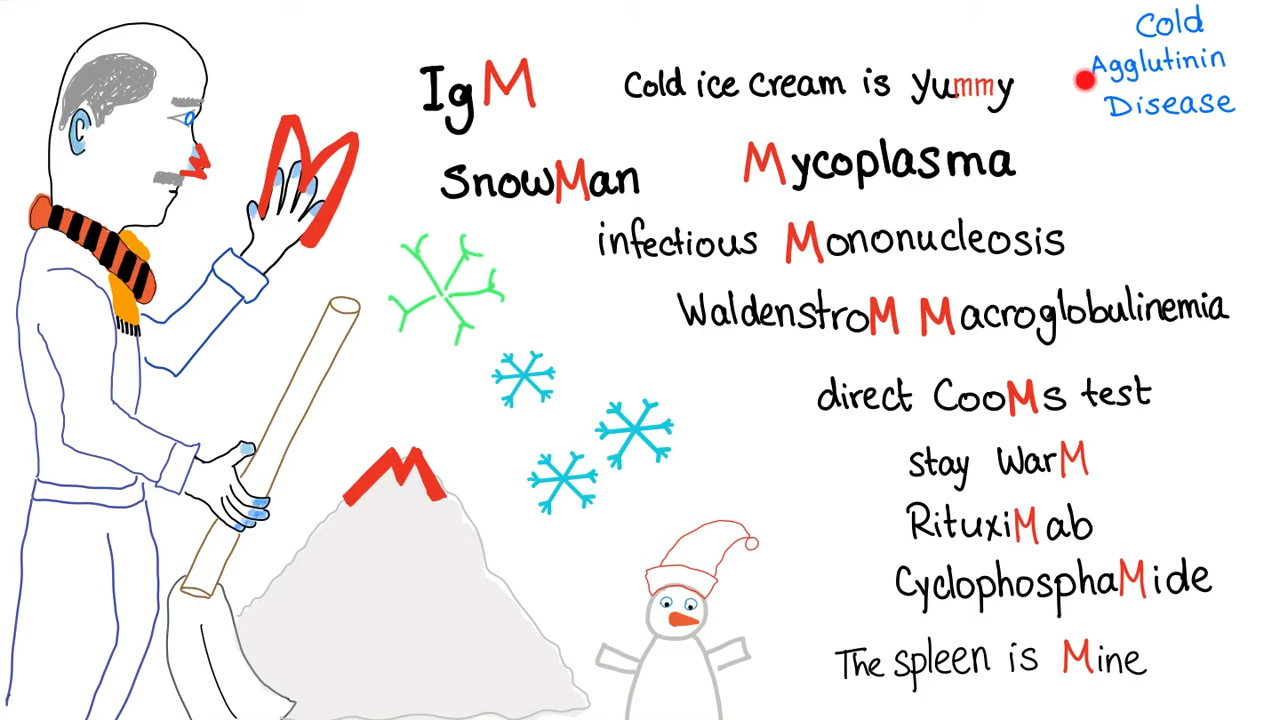 Cold
Agglutinin
Disease
IgM
Cold ice cream is yummy
SnowMan
Mycoplasma
infectious Mononucleosis
WaldenstroM Macroglobulinemia
direct CooMs test
stay WarM
RituxiMab
CyclophosphaMide
The spleen is Mine
M
M
M